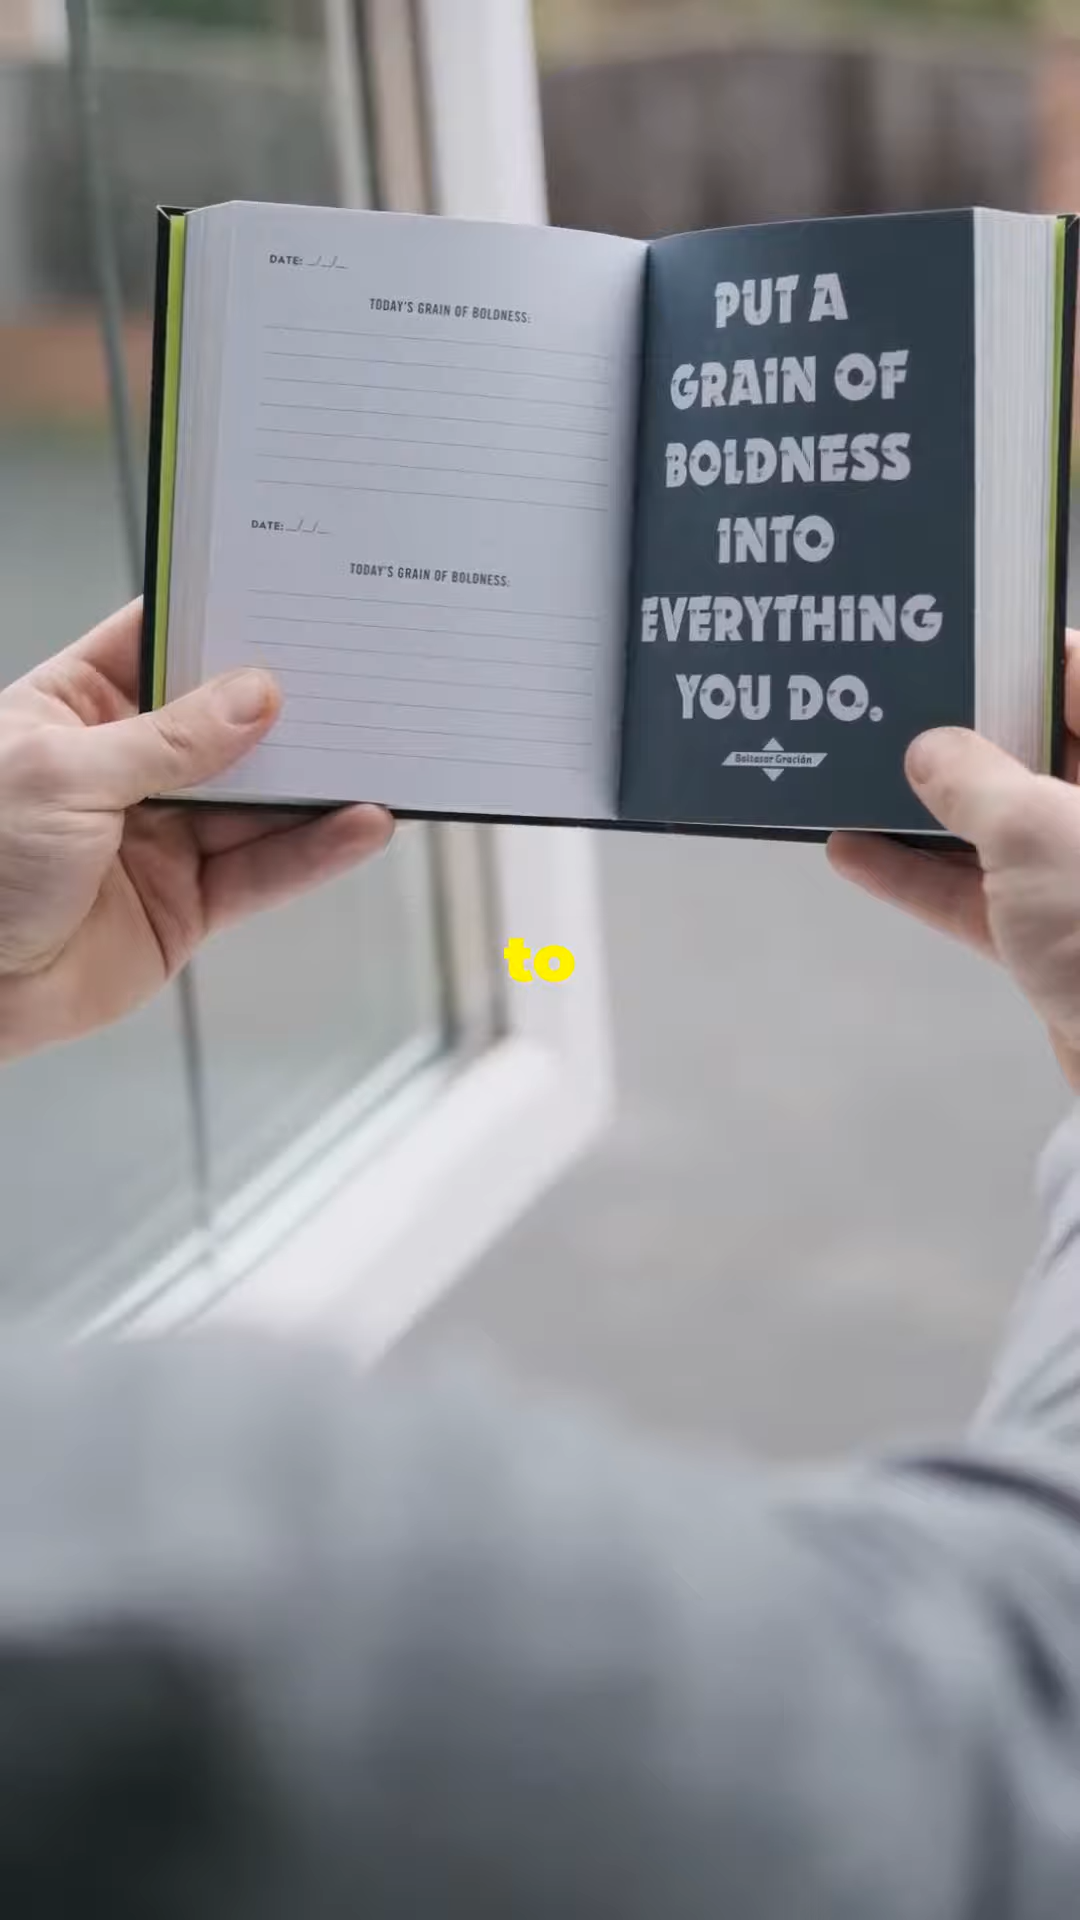 DATE: _/_/_
TODAY'S GRAIN OF BOLDNESS:
DATE: _/_/_
TODAY'S GRAIN OF BOLDNESS:
PUT A
GRAIN OF
BOLDNESS
INTO
EVERYTHING
YOU DO.
Baltasar Gracián
to